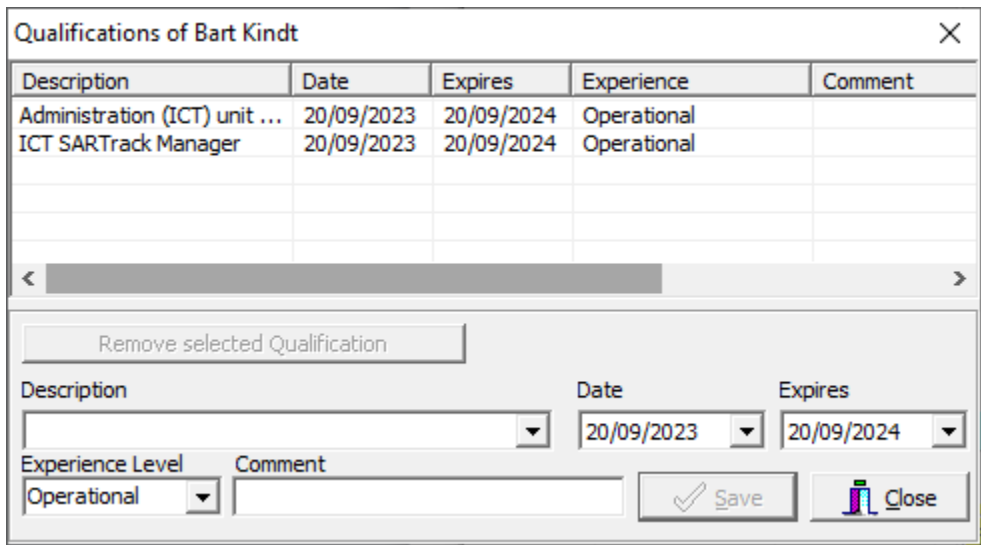 Qualifications of Bart Kindt
Description Date Expires Experience Comment
Administration (ICT) unit ... 20/09/2023 20/09/2024 Operational
ICT SARTrack Manager 20/09/2023 20/09/2024 Operational
Remove selected Qualification
Description Date Expires
20/09/2023 20/09/2024
Experience Level Comment
Operational Save Close